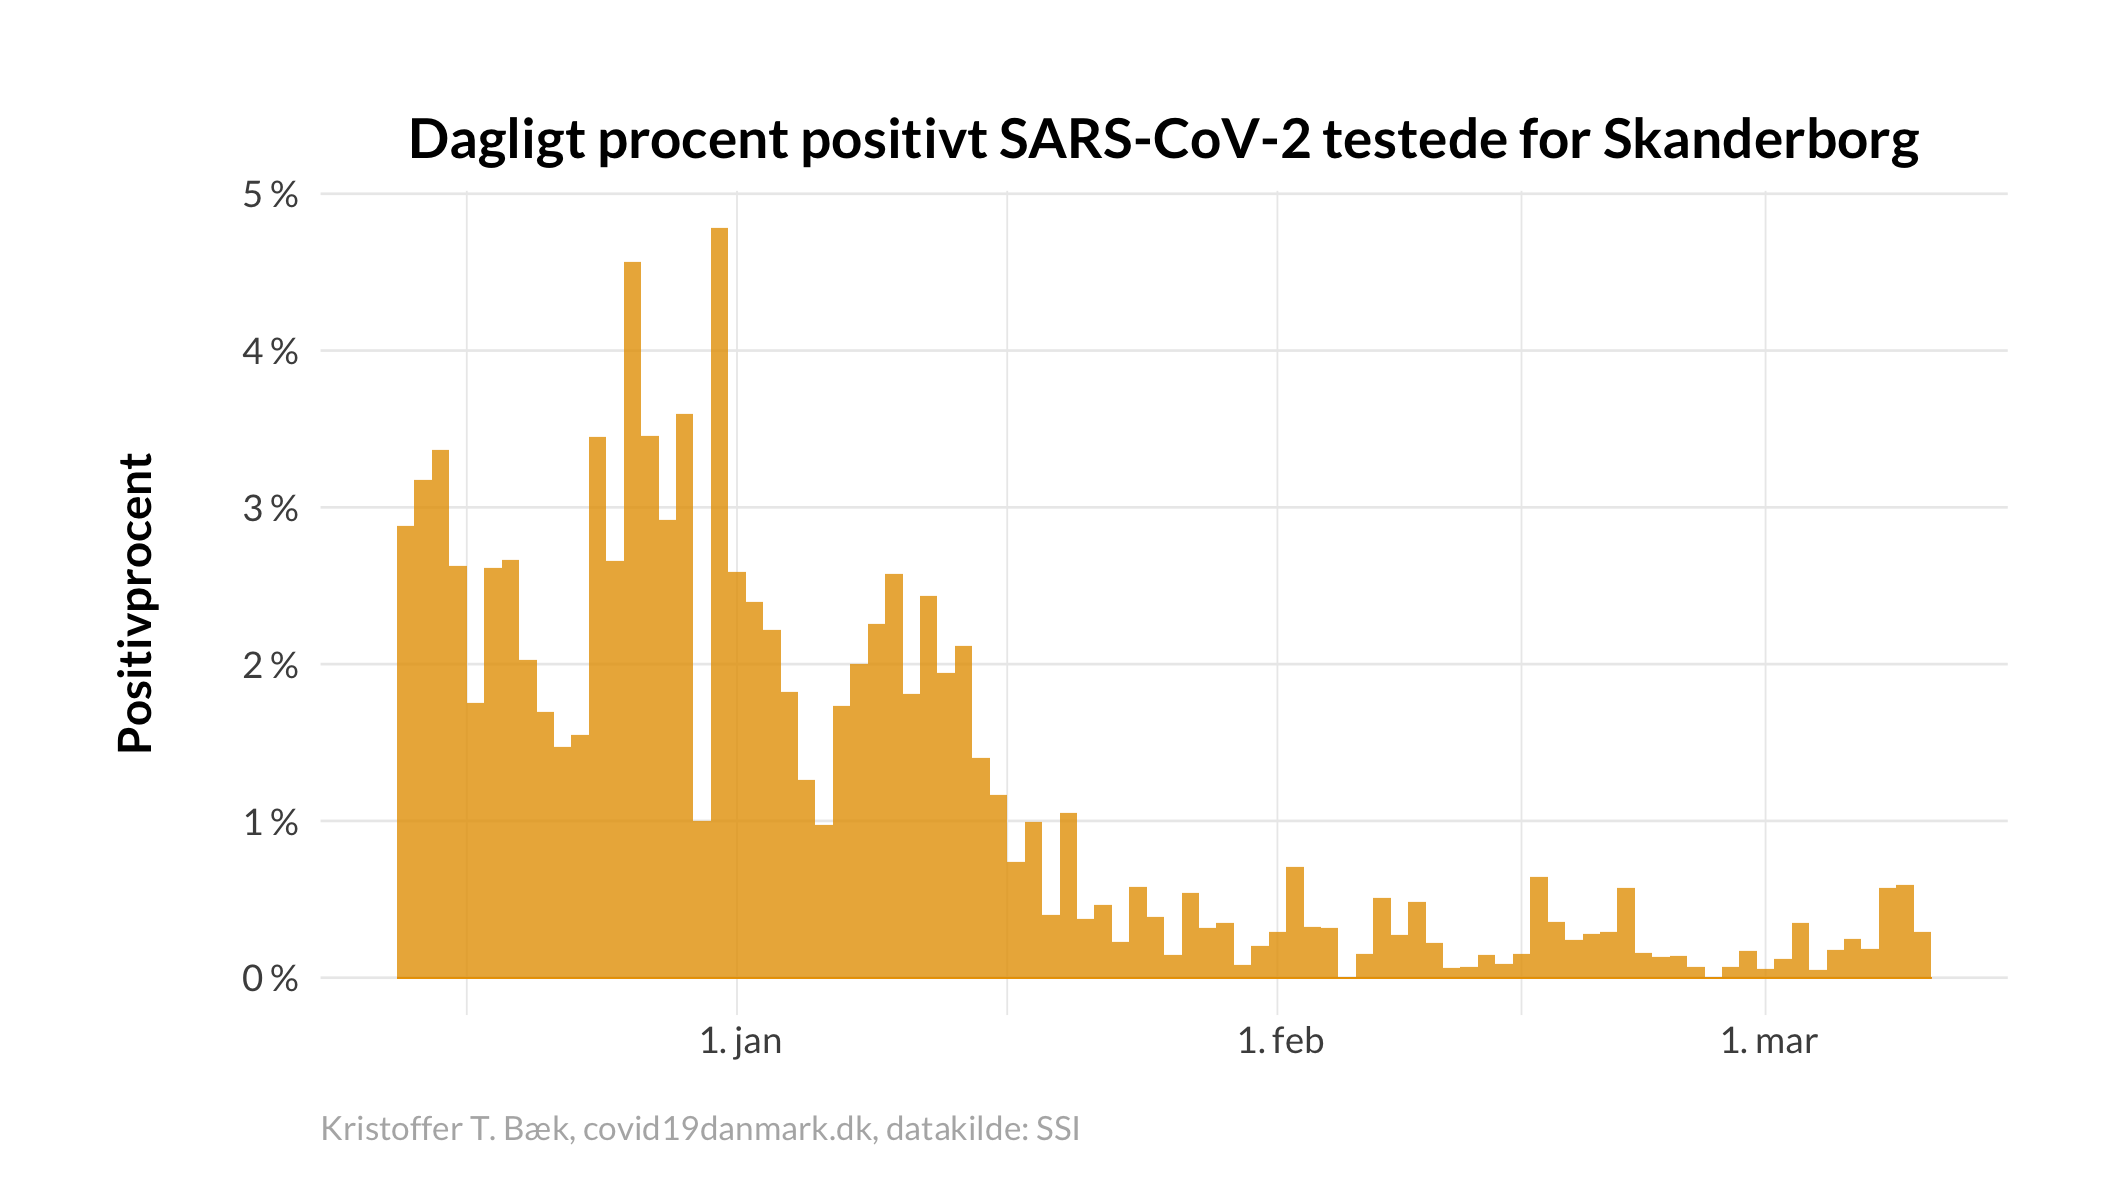 Dagligt procent positivt SARS-CoV-2 testede for Skanderborg
5 %
4 %
3 %
2 %
1 %
0 %
Positivprocent
1. jan
1. feb
1. mar
Kristoffer T. Bæk, covid19danmark.dk, datakilde: SSI